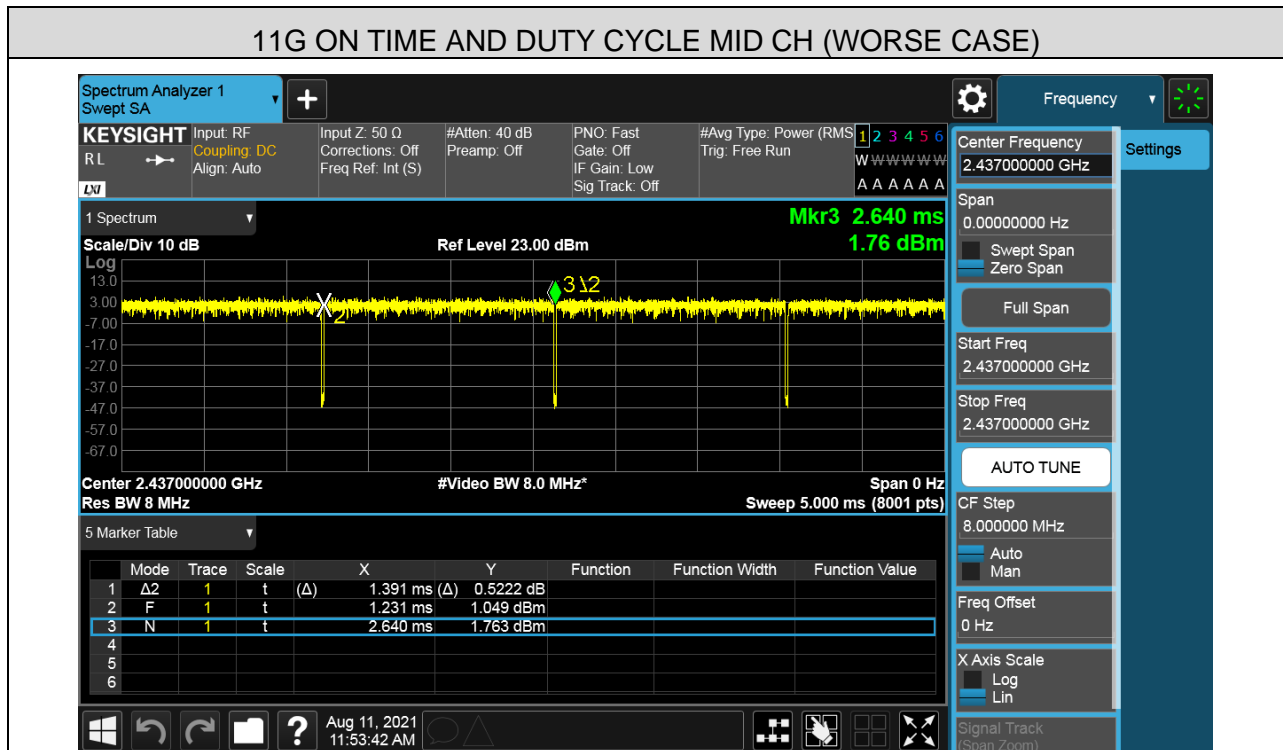 11G ON TIME AND DUTY CYCLE MID CH (WORSE CASE)
Spectrum Analyzer 1
Swept SA
Frequency
KEYSIGHT
R L
LXI
Input: RF
Coupling: DC
Align: Auto
Input Z: 50 Ω
Corrections: Off
Freq Ref: Int (S)
#Atten: 40 dB
Preamp: Off
PNO: Fast
Gate: Off
IF Gain: Low
Sig Track: Off
#Avg Type: Power (RMS
Trig: Free Run
1 2 3 4 5 6
W W W W W W
A A A A A A
1 Spectrum
Mkr3 2.640 ms
Scale/Div 10 dB
Ref Level 23.00 dBm
1.76 dBm
Log
13.0
3.00
-7.00
-17.0
-27.0
-37.0
-47.0
-57.0
-67.0
X
2
3Δ2
Center 2.437000000 GHz
#Video BW 8.0 MHz*
Span 0 Hz
Res BW 8 MHz
Sweep 5.000 ms (8001 pts)
5 Marker Table
Mode Trace Scale X Y Function Function Width Function Value
1 Δ2 1 t (Δ) 1.391 ms (Δ) 0.5222 dB
2 F 1 t 1.231 ms 1.049 dBm
3 N 1 t 2.640 ms 1.763 dBm
4
5
6
?
Aug 11, 2021
11:53:42 AM
Center Frequency
2.437000000 GHz
Settings
Span
0.00000000 Hz
Swept Span
Zero Span
Full Span
Start Freq
2.437000000 GHz
Stop Freq
2.437000000 GHz
AUTO TUNE
CF Step
8.000000 MHz
Auto
Man
Freq Offset
0 Hz
X Axis Scale
Log
Lin
Signal Track
(Span Zoom)